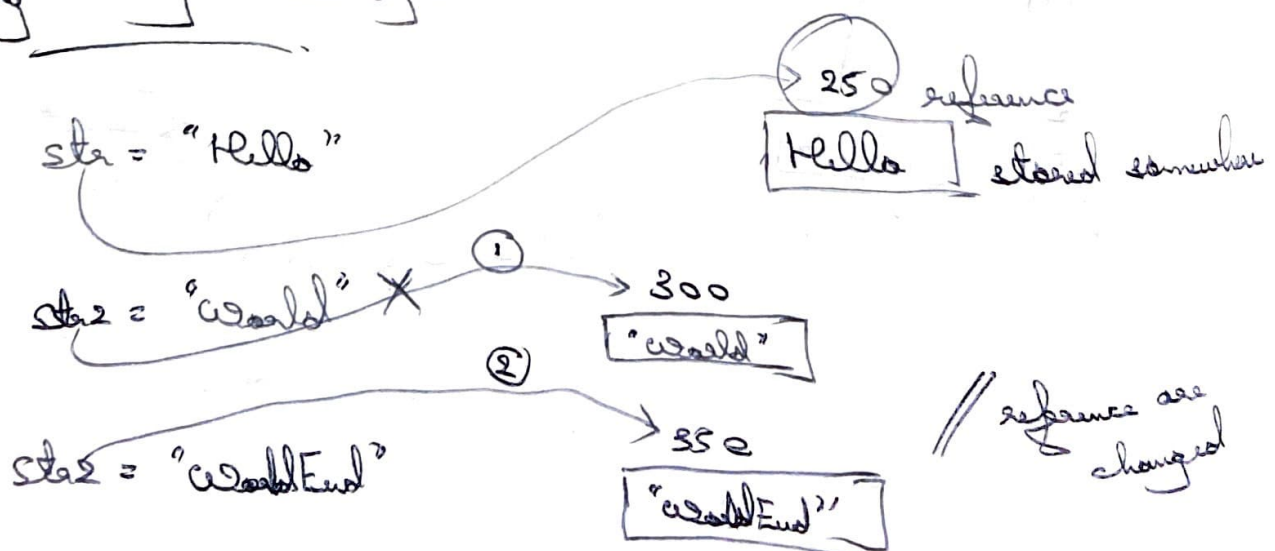 250 reference
str = "Hello"
Hello stored somewhere
1
str2 = "World" X
300
"World"
2
// reference are
changed
350
str2 = "WorldEnd"
"WorldEnd"